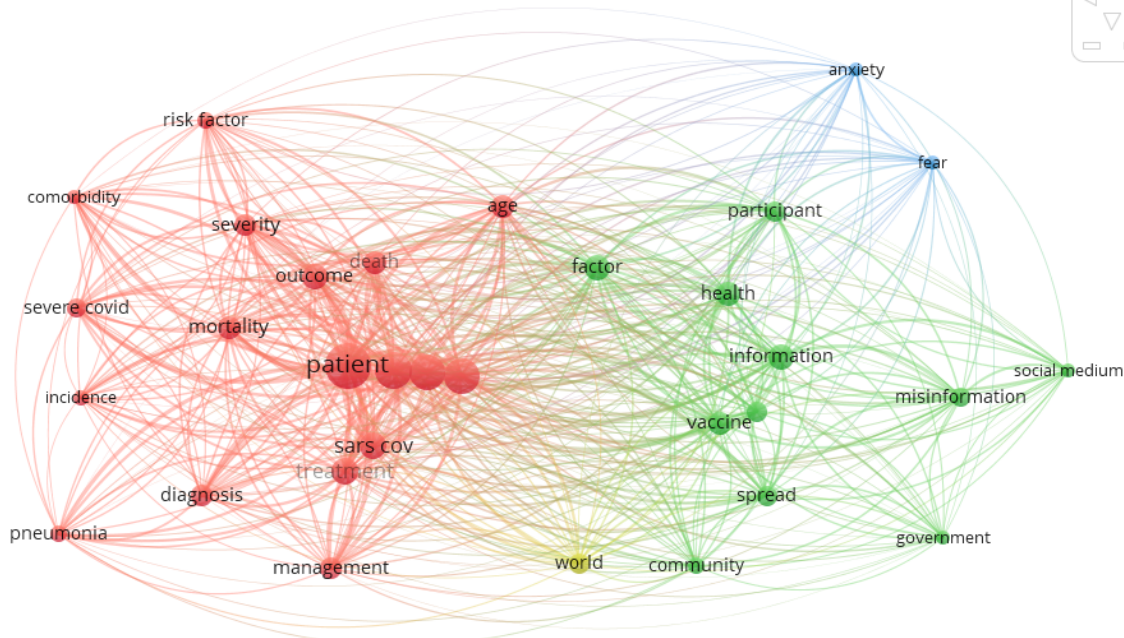 anxiety
risk factor
fear
comorbidity
age
participant
severity
death
outcome
factor
health
severe covid
mortality
information
patient
social medium
incidence
misinformation
vaccine
sars cov
treatment
diagnosis
spread
pneumonia
government
world
community
management